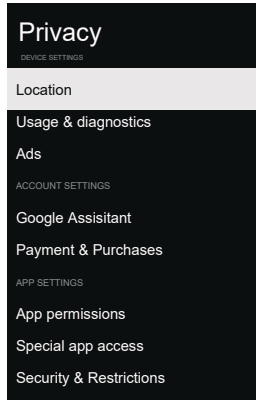 Privacy
DEVICE SETTINGS
Location
Usage & diagnostics
Ads
ACCOUNT SETTINGS
Google Assisitant
Payment & Purchases
APP SETTINGS
App permissions
Special app access
Security & Restrictions